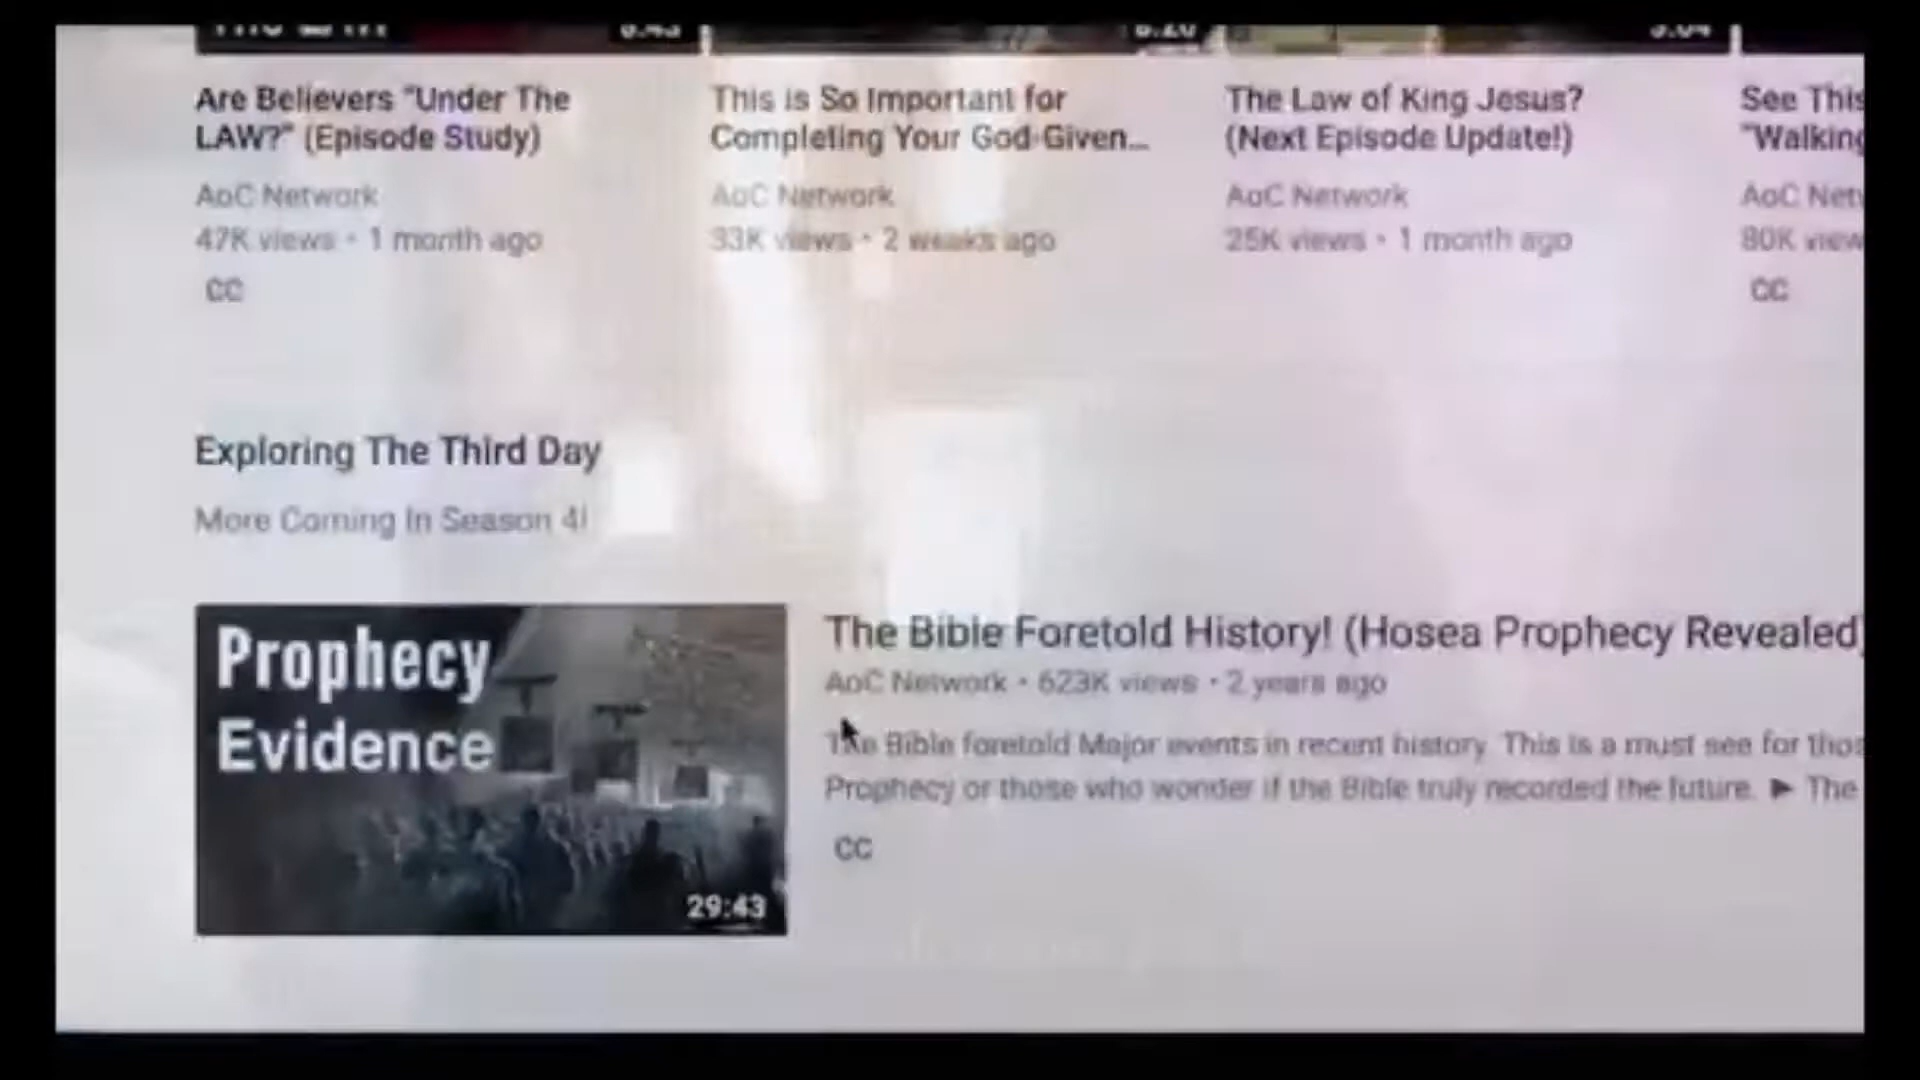 Are Believers "Under The
LAW?" (Episode Study)
AoC Network
47K views • 1 month ago
CC
This is So Important for
Completing Your God-Given...
AoC Network
33K views • 2 weeks ago
The Law of King Jesus?
(Next Episode Update!)
AoC Network
25K views • 1 month ago
See This
"Walking
AoC Net
80K view
CC
Exploring The Third Day
More Coming In Season 4!
Prophecy
Evidence
29:43
The Bible Foretold History! (Hosea Prophecy Revealed)
AoC Network • 623K views • 2 years ago
The Bible foretold Major events in recent history. This is a must see for thos
Prophecy or those who wonder if the Bible truly recorded the future. ► The
CC